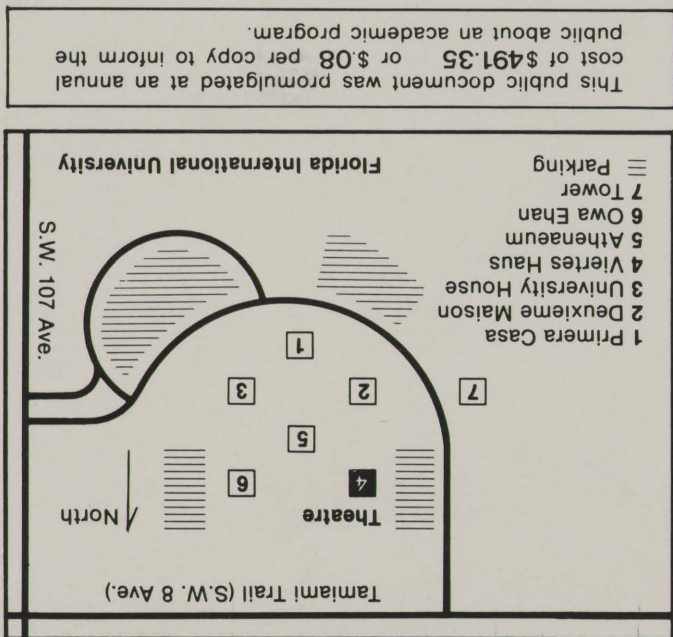 Tamiami Trail (S.W. 8 Ave.)
Theatre
North
4
6
5
7
2
3
1
S.W. 107 Ave.
1 Primera Casa
2 Deuxieme Maison
3 University House
4 Viertes Haus
5 Athenaeum
6 Owa Ehan
7 Tower
Parking
Florida International University
This public document was promulgated at an annual
cost of $491.35 or $.08 per copy to inform the
public about an academic program.